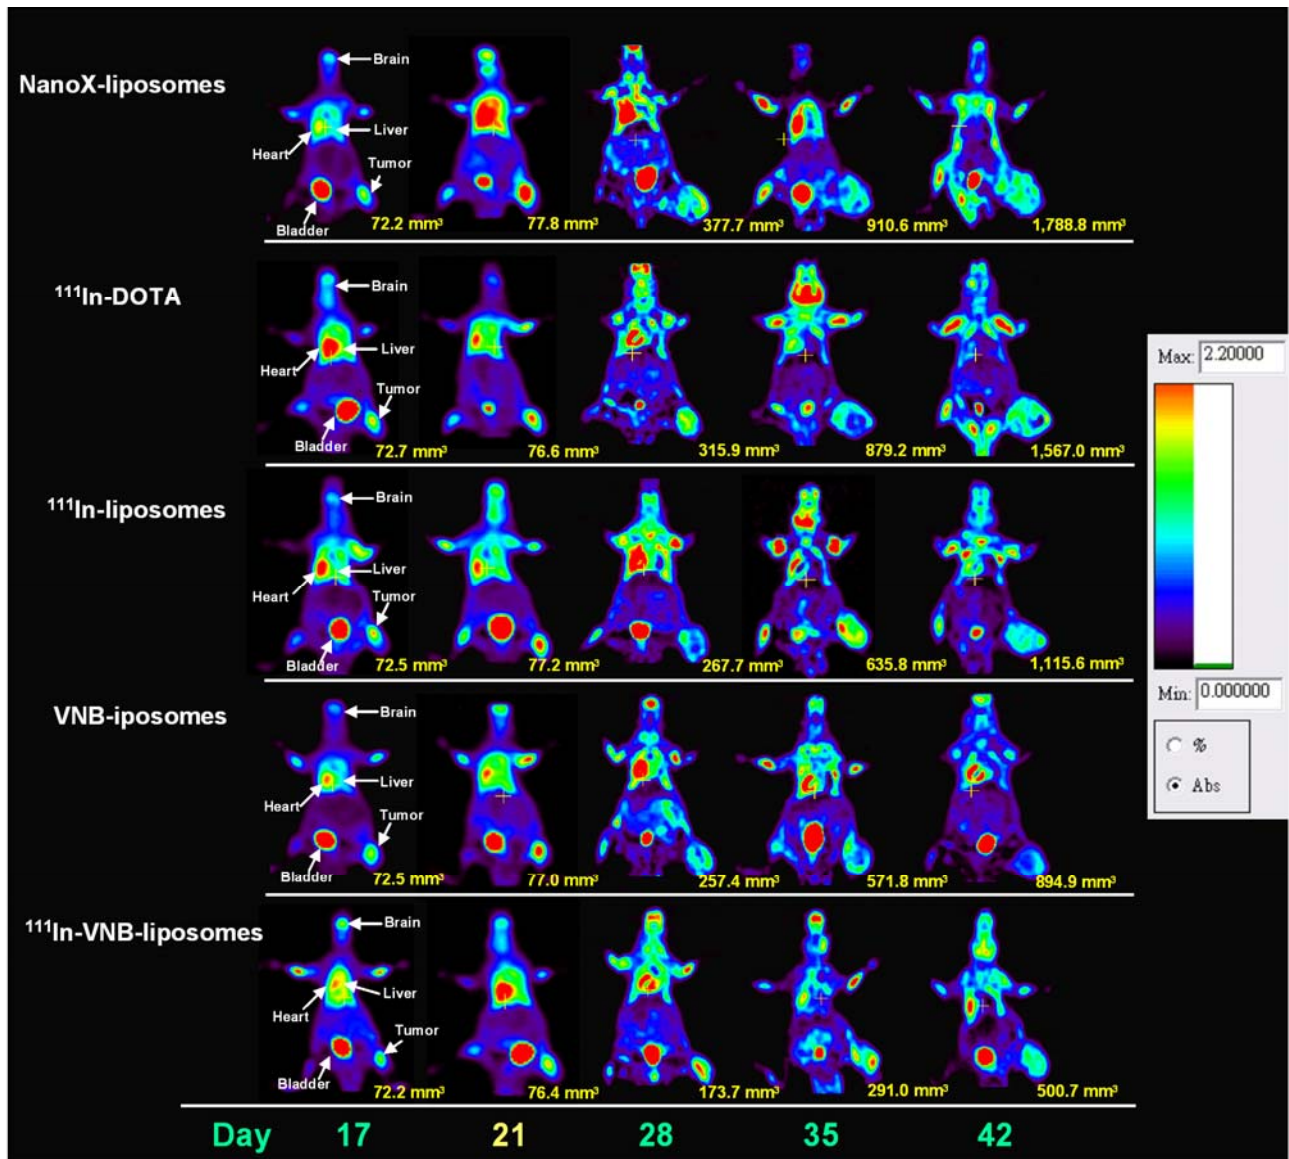 Brain
NanoX-liposomes
Liver
Heart
Tumor
Bladder
72.2 mm³ 77.8 mm³ 377.7 mm³ 910.6 mm³ 1,788.8 mm³
¹¹¹In-DOTA
Brain
Liver
Heart
Tumor
Bladder
72.7 mm³ 76.6 mm³ 315.9 mm³ 879.2 mm³ 1,567.0 mm³
¹¹¹In-liposomes
Brain
Liver
Heart
Tumor
Bladder
72.5 mm³ 77.2 mm³ 267.7 mm³ 635.8 mm³ 1,115.6 mm³
VNB-iposomes
Brain
Liver
Heart
Tumor
Bladder
72.5 mm³ 77.0 mm³ 257.4 mm³ 571.8 mm³ 894.9 mm³
¹¹¹In-VNB-liposomes
Brain
Liver
Heart
Tumor
Bladder
72.2 mm³ 76.4 mm³ 173.7 mm³ 291.0 mm³ 500.7 mm³
Day 17 21 28 35 42
Max: 2.20000
Min: 0.000000
%
Abs